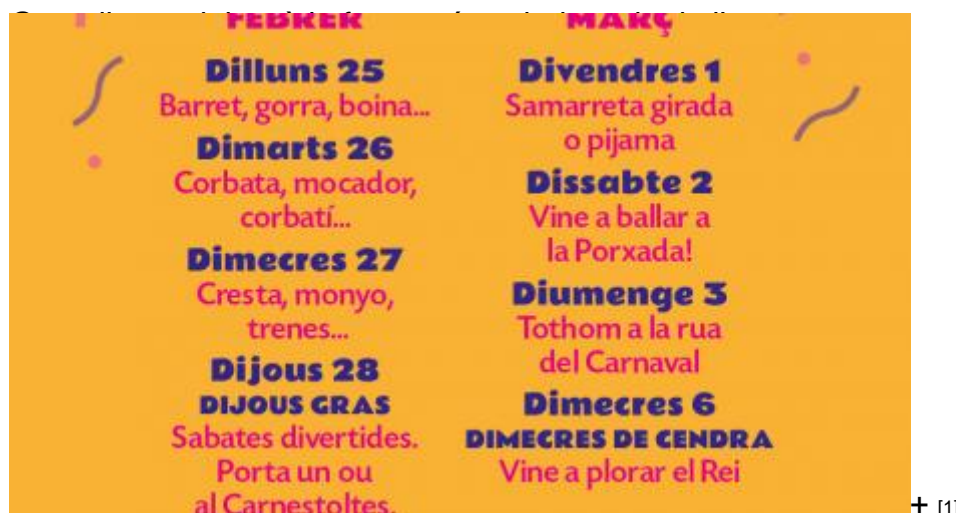 FEBRER
Dilluns 25
Barret, gorra, boina...
Dimarts 26
Corbata, mocador,
corbatí...
Dimecres 27
Cresta, monyo,
trenes...
Dijous 28
DIJOUS GRAS
Sabates divertides.
Porta un ou
al Carnestoltes.
MARÇ
Divendres 1
Samarreta girada
o pijama
Dissabte 2
Vine a ballar a
la Porxada!
Diumenge 3
Tothom a la rua
del Carnaval
Dimecres 6
DIMECRES DE CENDRA
Vine a plorar el Rei
+ [1]